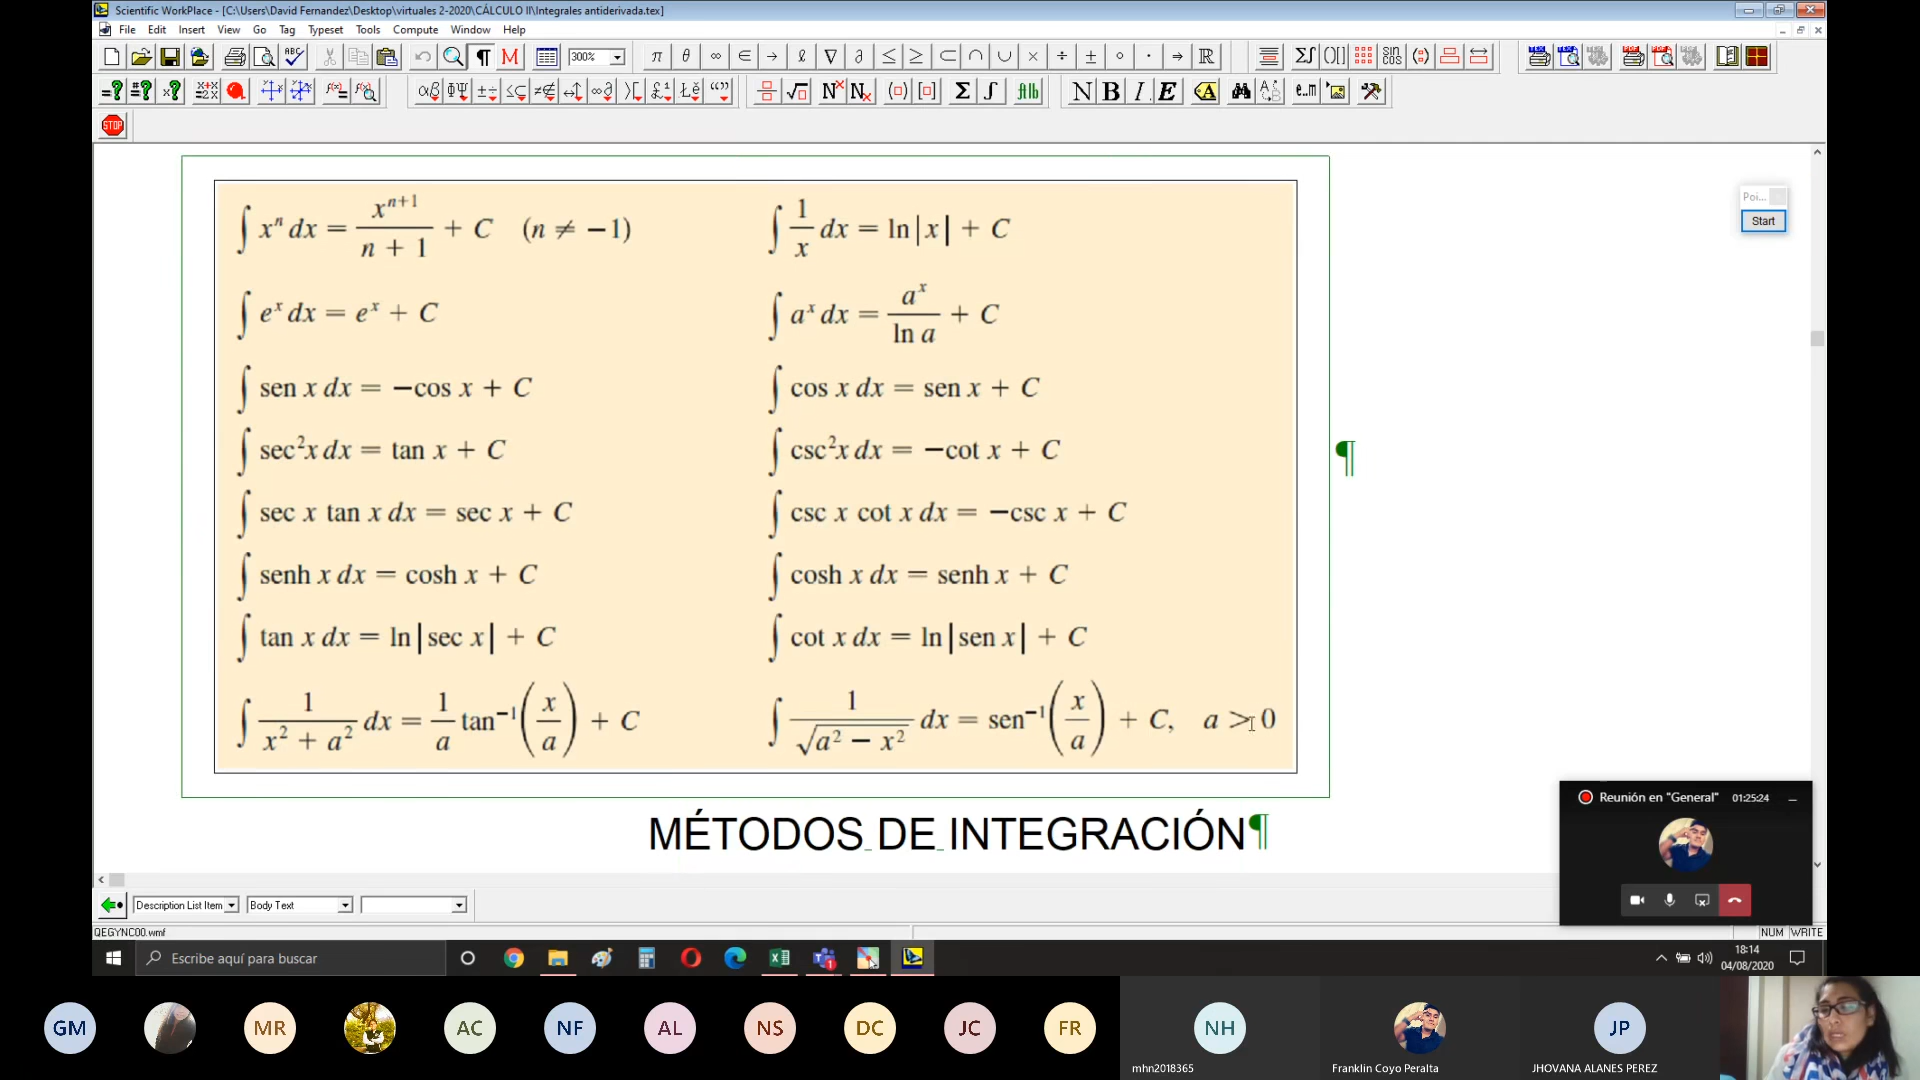 Scientific WorkPlace - [C:\Users\David Fernandez\Desktop\virtuales 2-2020\CÁLCULO II\Integrales antiderivada.tex]
File Edit Insert View Go Tag Typeset Tools Compute Window Help
300%
Poi...
Start
∫ xⁿ dx = xⁿ⁺¹/(n + 1) + C (n ≠ −1)
∫ 1/x dx = ln|x| + C
∫ eˣ dx = eˣ + C
∫ aˣ dx = aˣ/ln a + C
∫ sen x dx = −cos x + C
∫ cos x dx = sen x + C
∫ sec²x dx = tan x + C
∫ csc²x dx = −cot x + C
∫ sec x tan x dx = sec x + C
∫ csc x cot x dx = −csc x + C
∫ senh x dx = cosh x + C
∫ cosh x dx = senh x + C
∫ tan x dx = ln|sec x| + C
∫ cot x dx = ln|sen x| + C
∫ 1/(x² + a²) dx = 1/a tan⁻¹(x/a) + C
∫ 1/√(a² − x²) dx = sen⁻¹(x/a) + C, a > 0
MÉTODOS DE INTEGRACIÓN¶
Reunión en "General" 01:25:24
Description List Item Body Text
QEGYNC00.wmf
NUM WRITE
Escribe aquí para buscar
18:14
04/08/2020
GM MR AC NF AL NS DC JC FR NH JP
mhn2018365 Franklin Coyo Peralta JHOVANA ALANES PEREZ